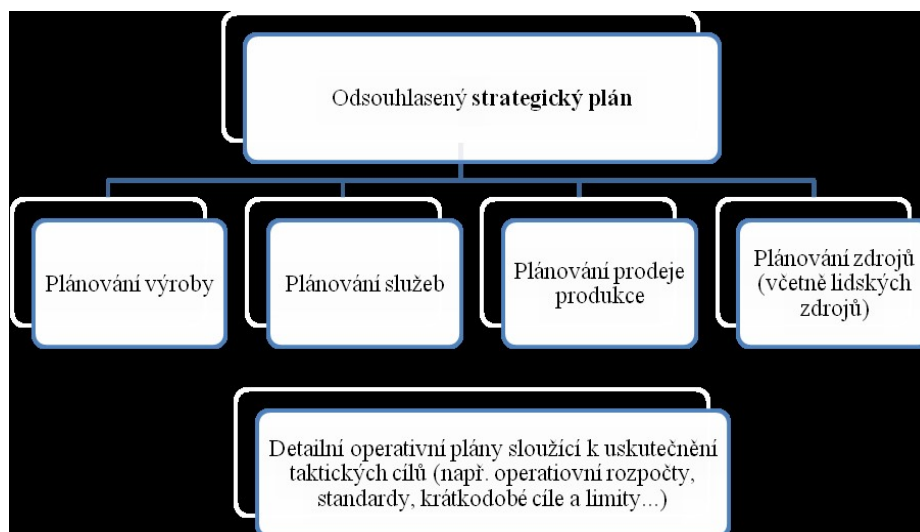 Odsouhlasený strategický plán
Plánování výroby
Plánování služeb
Plánování prodeje
produkce
Plánování zdrojů
(včetně lidských
zdrojů)
Detailní operativní plány sloužící k uskutečnění
taktických cílů (např. operatiovní rozpočty,
standardy, krátkodobé cíle a limity...)